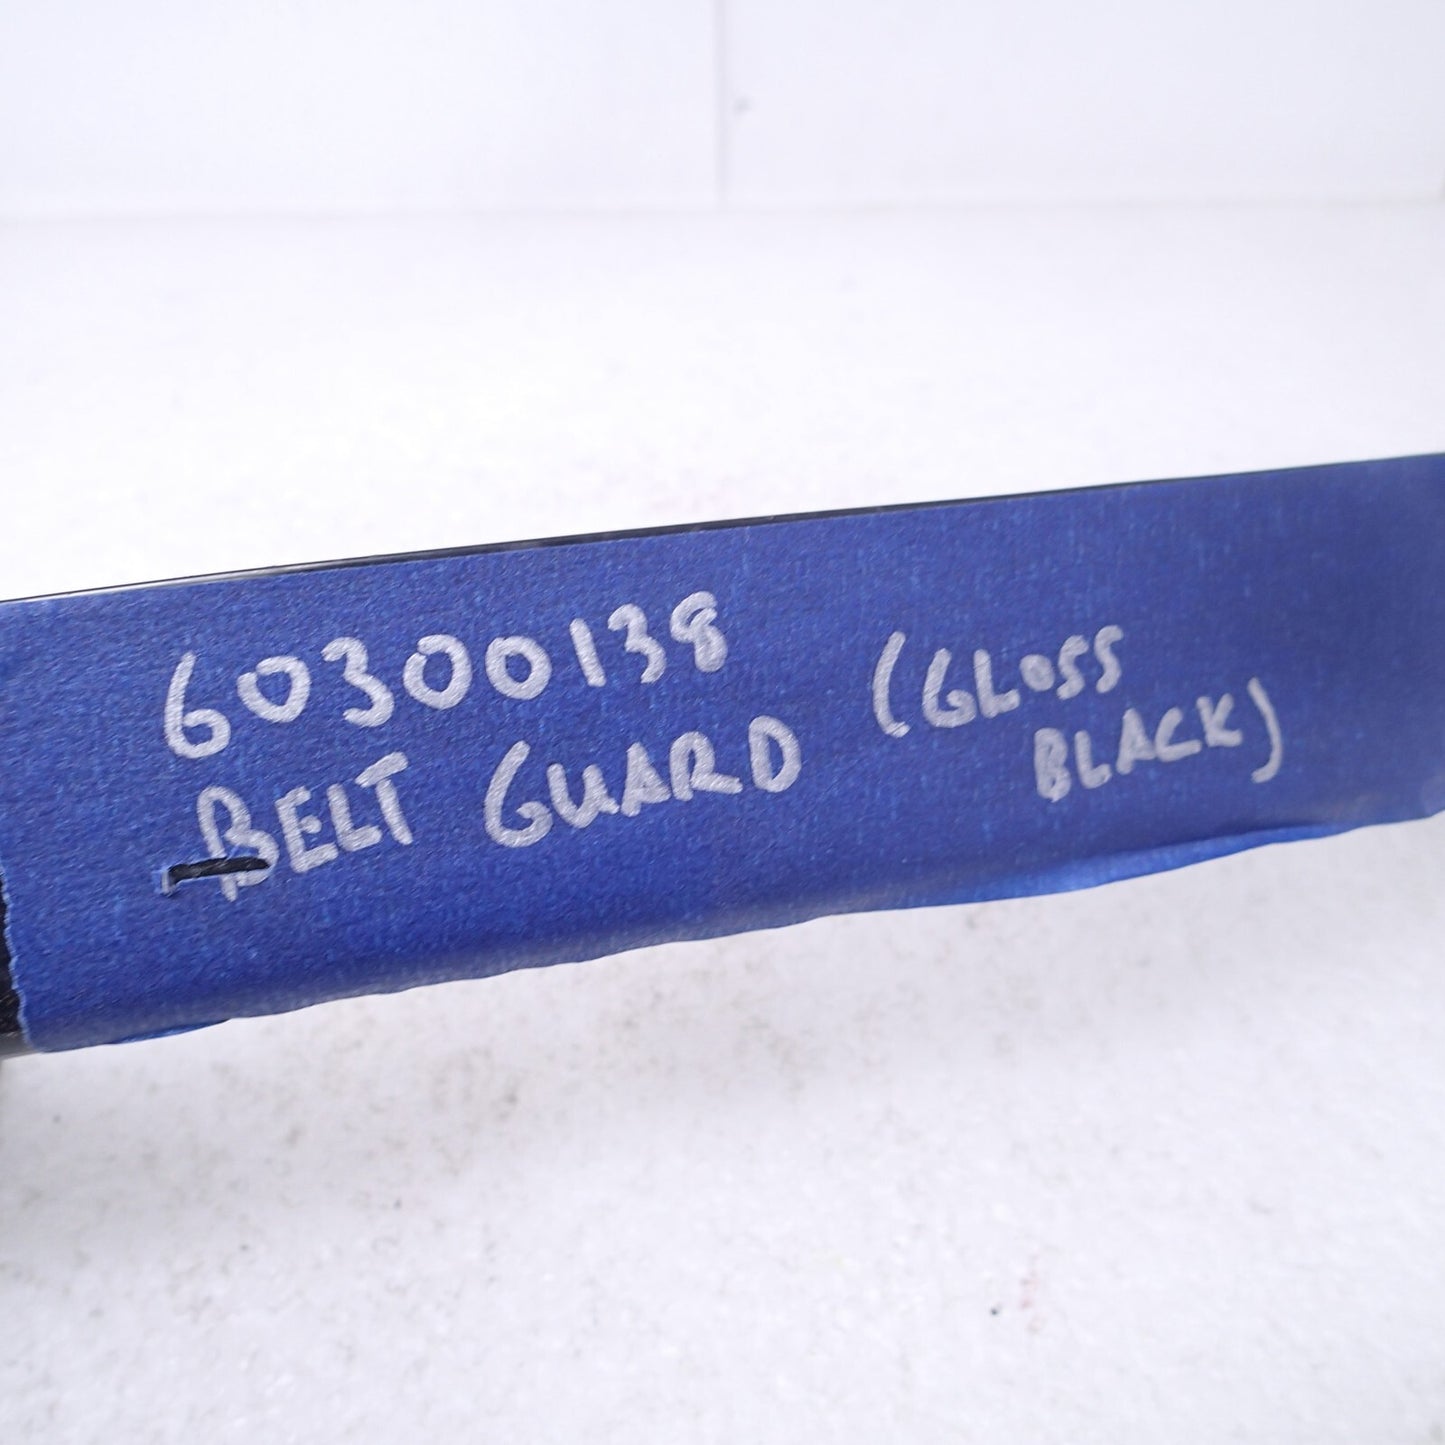 60300138
BELT GUARD
(GLOSS
BLACK)